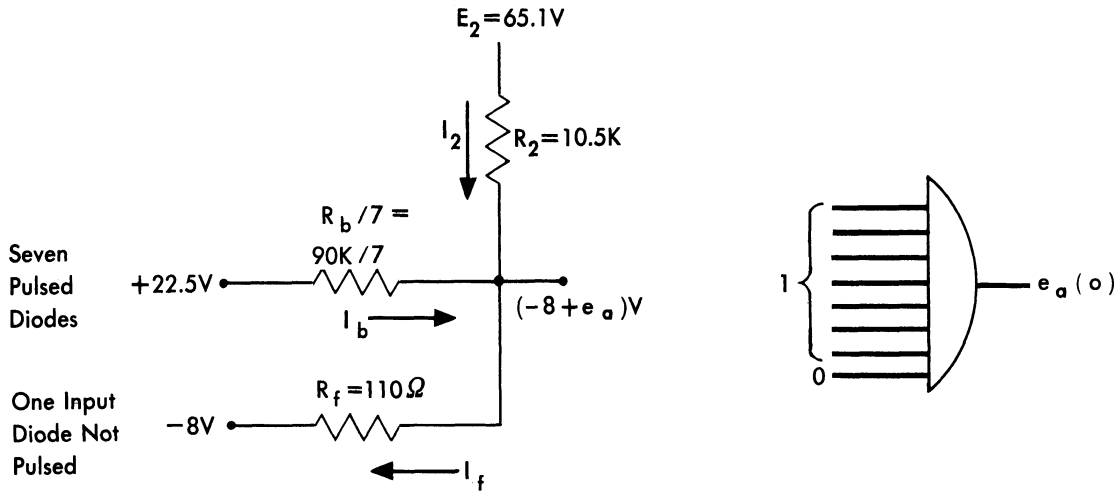 E₂=65.1V
I₂
R₂=10.5K
R_b/7 =
90K/7
Seven
Pulsed
Diodes
+22.5V
I_b
(-8+e_a)V
One Input
Diode Not
Pulsed
-8V
R_f=110Ω
I_f
1
0
e_a(o)